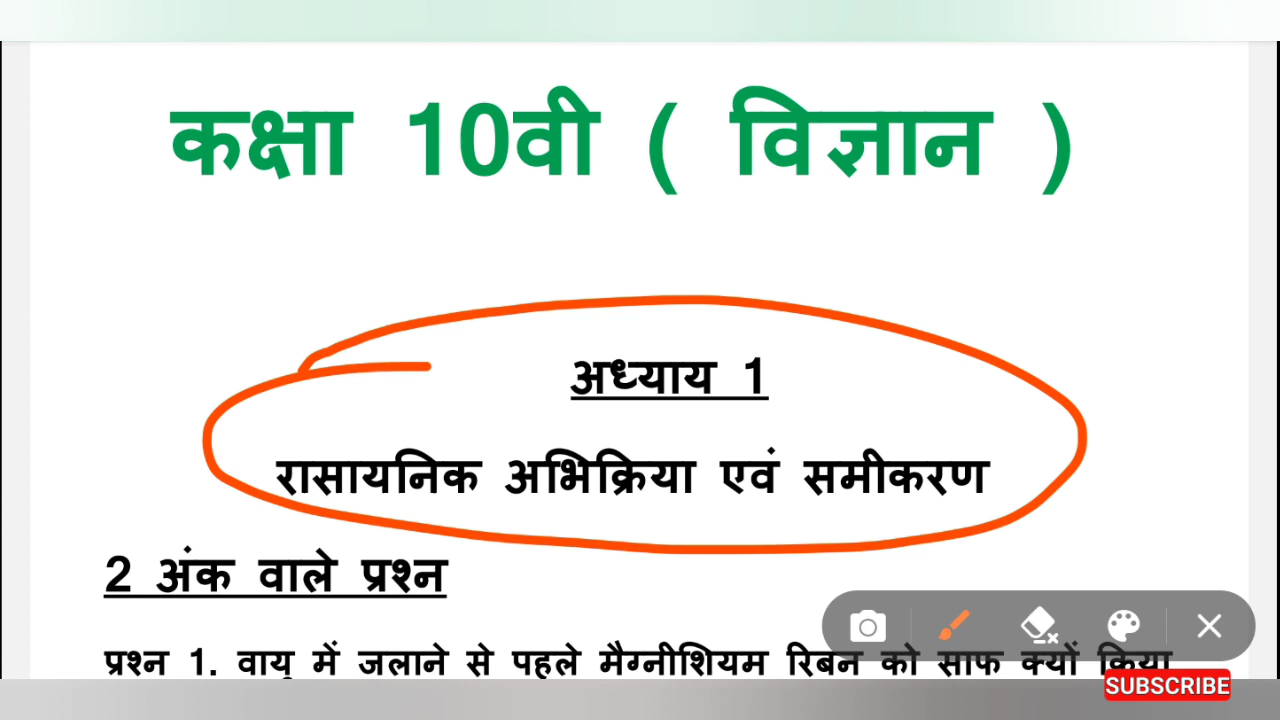 कक्षा 10वी ( विज्ञान )
अध्याय 1
रासायनिक अभिक्रिया एवं समीकरण
2 अंक वाले प्रश्न
प्रश्न 1. वायु में जलाने से पहले मैग्नीशियम रिबन को साफ क्यों किया
SUBSCRIBE